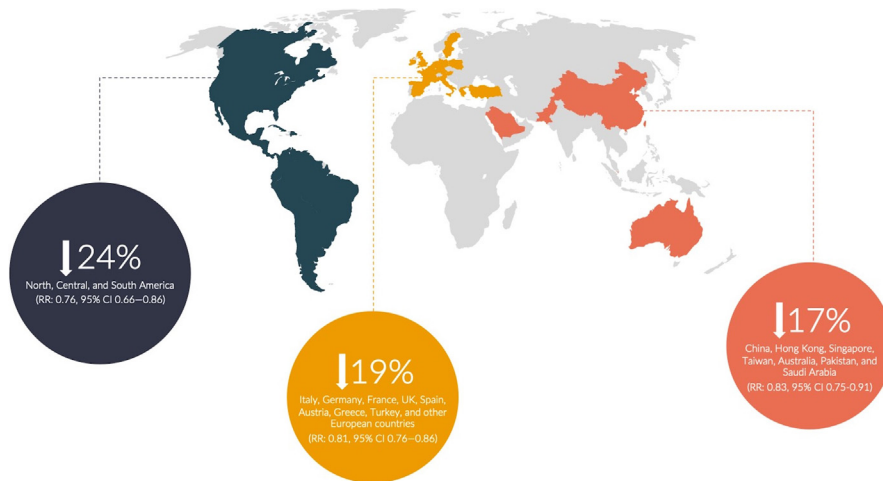 24%
North, Central, and South America
(RR: 0.76, 95% CI 0.66–0.86)
19%
Italy, Germany, France, UK, Spain,
Austria, Greece, Turkey, and other
European countries
(RR: 0.81, 95% CI 0.76–0.86)
17%
China, Hong Kong, Singapore,
Taiwan, Australia, Pakistan, and
Saudi Arabia
(RR: 0.83, 95% CI 0.75-0.91)